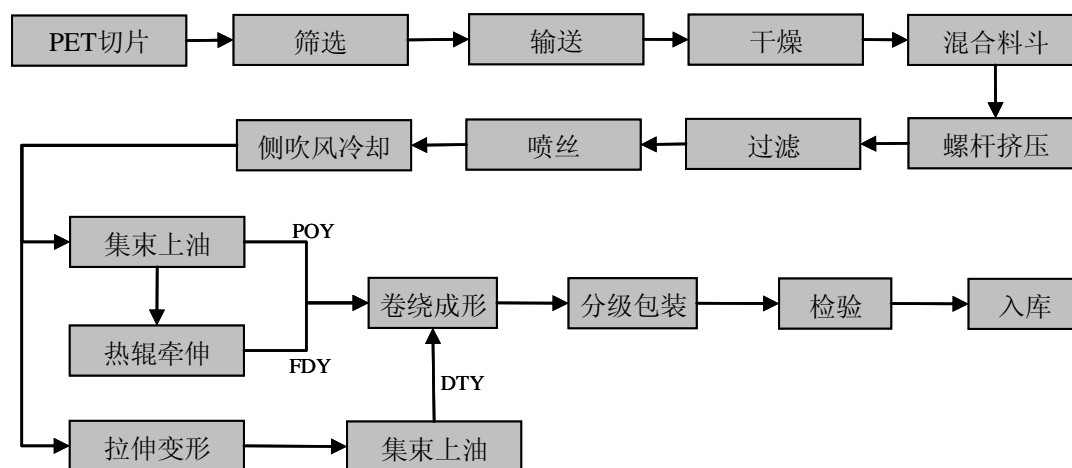 PET切片
筛选
输送
干燥
混合料斗
侧吹风冷却
喷丝
过滤
螺杆挤压
集束上油
POY
卷绕成形
分级包装
检验
入库
热辊牵伸
FDY
DTY
拉伸变形
集束上油